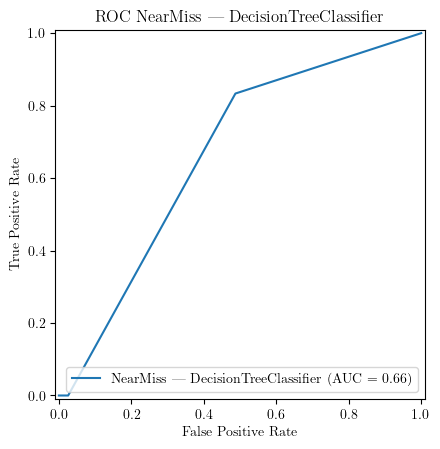 ROC NearMiss — DecisionTreeClassifier
1.0
0.8
0.6
0.4
0.2
0.0
True Positive Rate
NearMiss — DecisionTreeClassifier (AUC = 0.66)
0.0 0.2 0.4 0.6 0.8 1.0
False Positive Rate